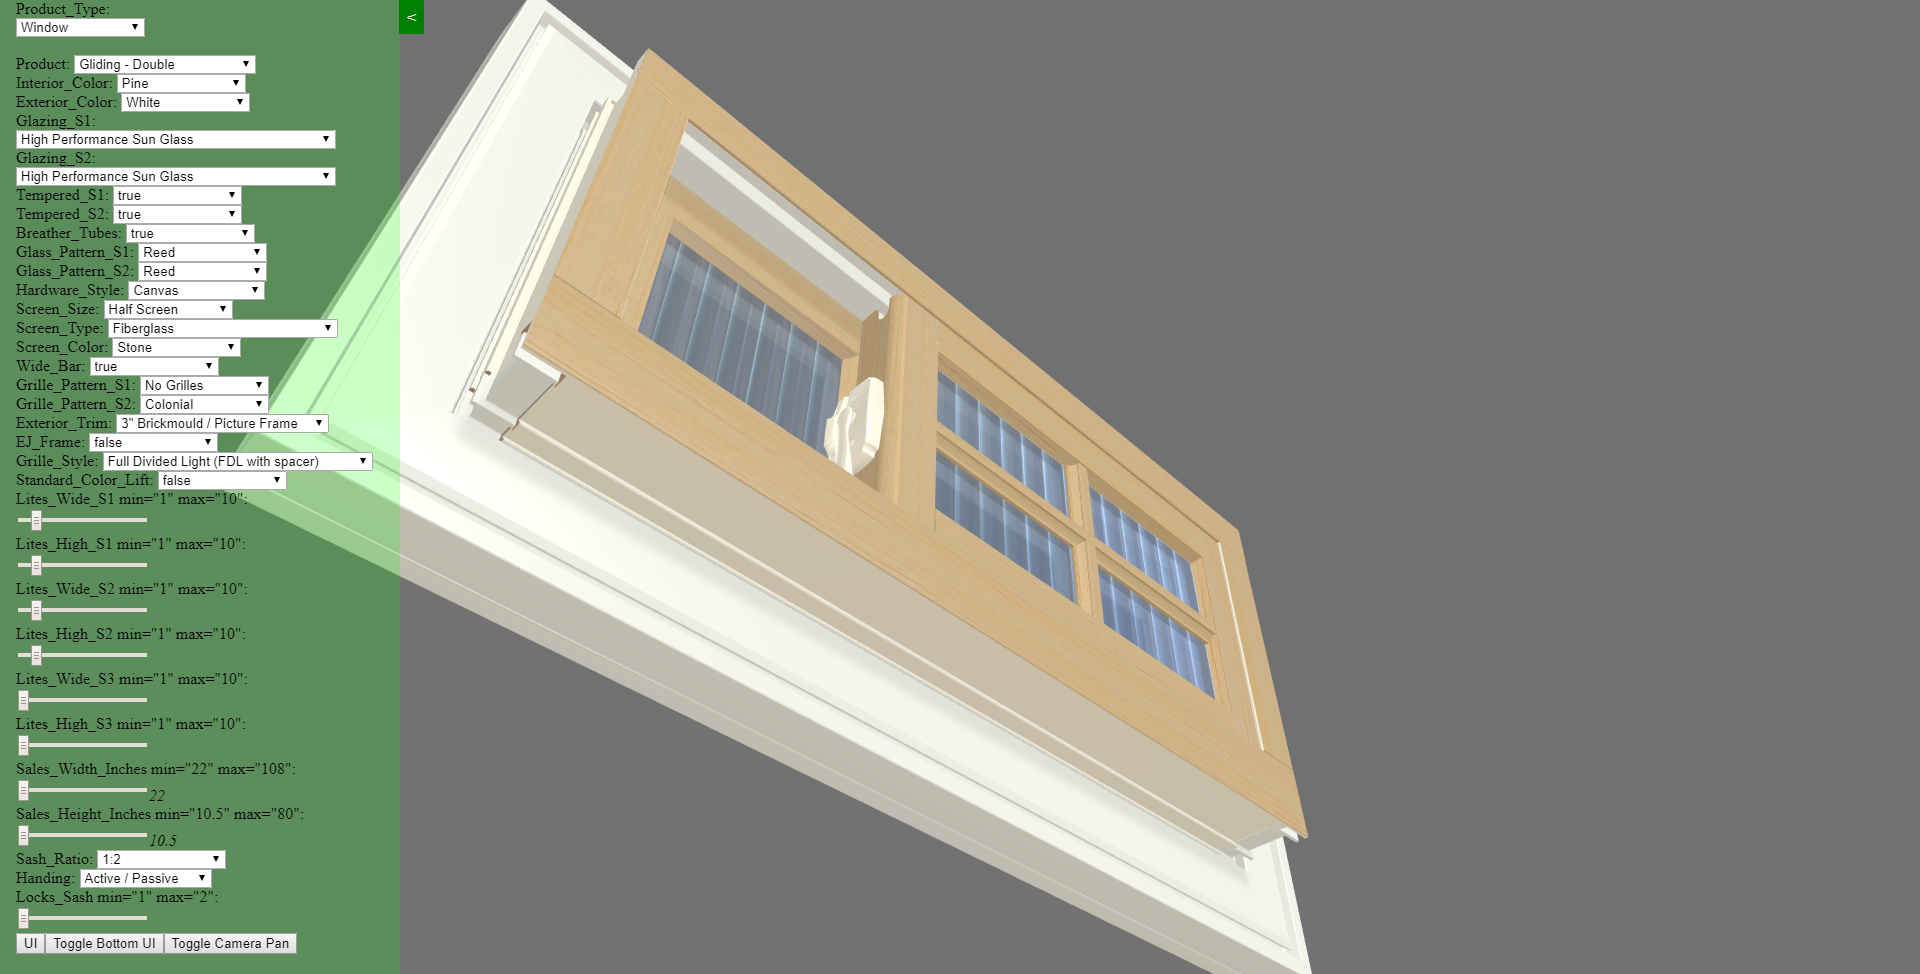 Product_Type:
Window
<
Product: Gliding - Double
Interior_Color: Pine
Exterior_Color: White
Glazing_S1:
High Performance Sun Glass
Glazing_S2:
High Performance Sun Glass
Tempered_S1: true
Tempered_S2: true
Breather_Tubes: true
Glass_Pattern_S1: Reed
Glass_Pattern_S2: Reed
Hardware_Style: Canvas
Screen_Size: Half Screen
Screen_Type: Fiberglass
Screen_Color: Stone
Wide_Bar: true
Grille_Pattern_S1: No Grilles
Grille_Pattern_S2: Colonial
Exterior_Trim: 3" Brickmould / Picture Frame
EJ_Frame: false
Grille_Style: Full Divided Light (FDL with spacer)
Standard_Color_Lift: false
Lites_Wide_S1 min="1" max="10":
Lites_High_S1 min="1" max="10":
Lites_Wide_S2 min="1" max="10":
Lites_High_S2 min="1" max="10":
Lites_Wide_S3 min="1" max="10":
Lites_High_S3 min="1" max="10":
Sales_Width_Inches min="22" max="108":
22
Sales_Height_Inches min="10.5" max="80":
10.5
Sash_Ratio: 1:2
Handing: Active / Passive
Locks_Sash min="1" max="2":
UI Toggle Bottom UI Toggle Camera Pan